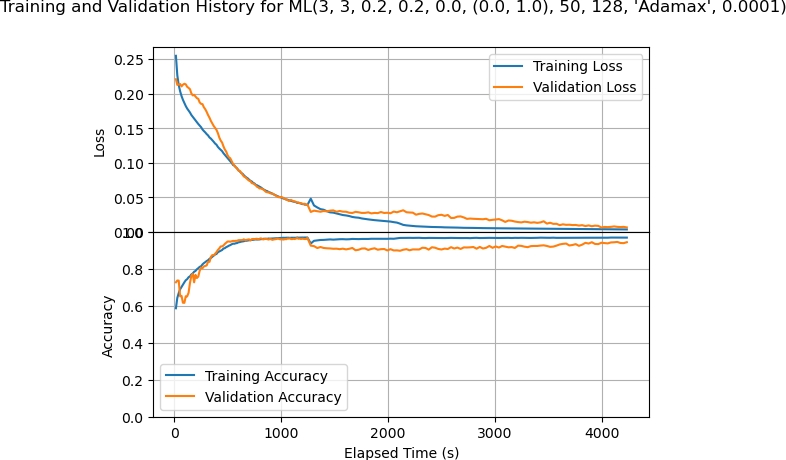 Training and Validation History for ML(3, 3, 0.2, 0.2, 0.0, (0.0, 1.0), 50, 128, 'Adamax', 0.0001)
0.25
0.20
0.15
0.10
0.05
0.00
Loss
Training Loss
Validation Loss
1.0
0.8
0.6
0.4
0.2
0.0
Accuracy
Training Accuracy
Validation Accuracy
0
1000
2000
3000
4000
Elapsed Time (s)